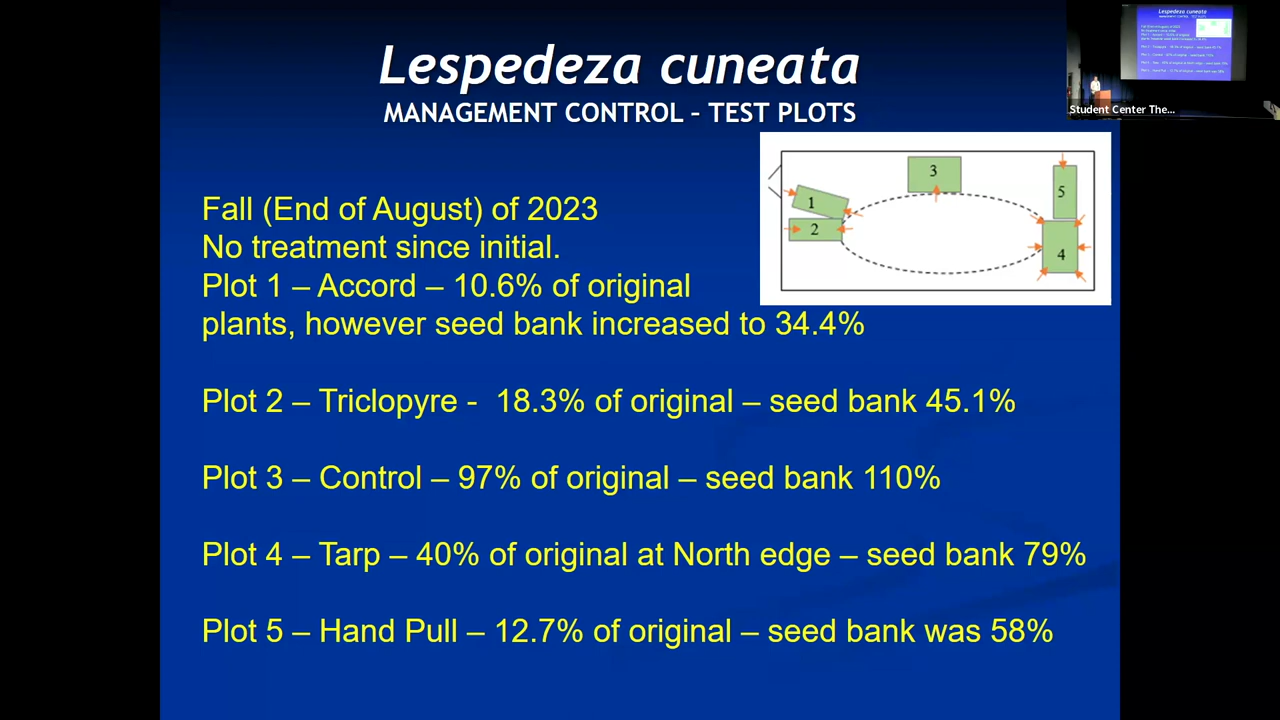 Lespedeza cuneata
MANAGEMENT CONTROL – TEST PLOTS
Student Center The...
Fall (End of August) of 2023
No treatment since initial.
Plot 1 – Accord – 10.6% of original
plants, however seed bank increased to 34.4%
Plot 2 – Triclopyre - 18.3% of original – seed bank 45.1%
Plot 3 – Control – 97% of original – seed bank 110%
Plot 4 – Tarp – 40% of original at North edge – seed bank 79%
Plot 5 – Hand Pull – 12.7% of original – seed bank was 58%
1
2
3
5
4